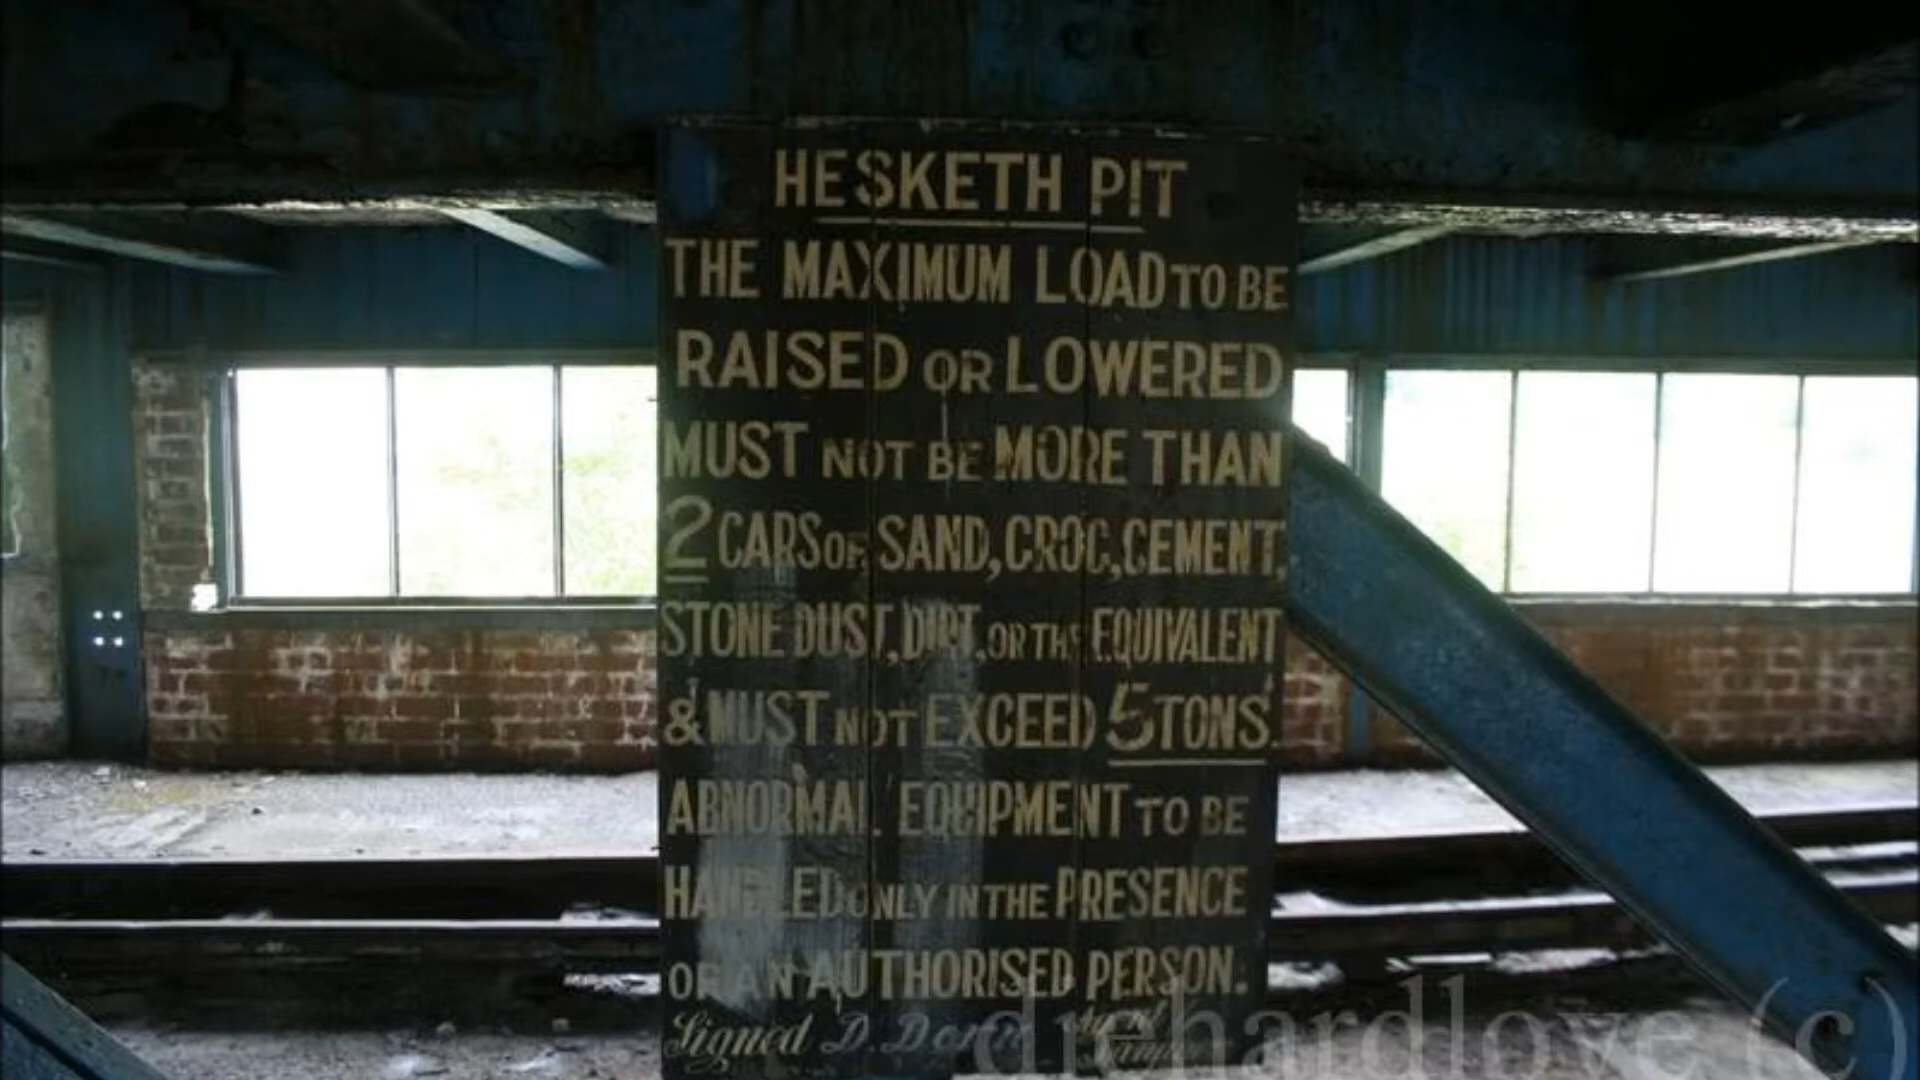 HESKETH PIT
THE MAXIMUM LOAD TO BE
RAISED OR LOWERED
MUST NOT BE MORE THAN
2 CARS OF SAND, CROC, CEMENT,
STONE DUST, DIRT, OR THE EQUIVALENT
& MUST NOT EXCEED 5 TONS.
ABNORMAL EQUIPMENT TO BE
HANDLED ONLY IN THE PRESENCE
OF AN AUTHORISED PERSON.
Signed D.
Agent
drhardlove (c)